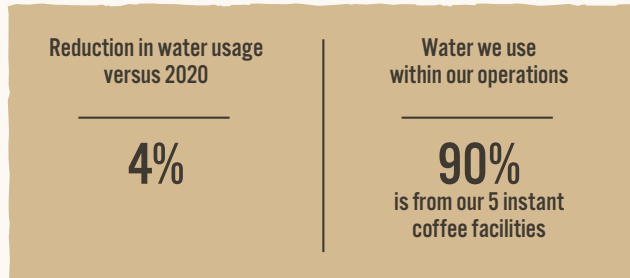 Reduction in water usage
versus 2020
4%
Water we use
within our operations
90%
is from our 5 instant
coffee facilities